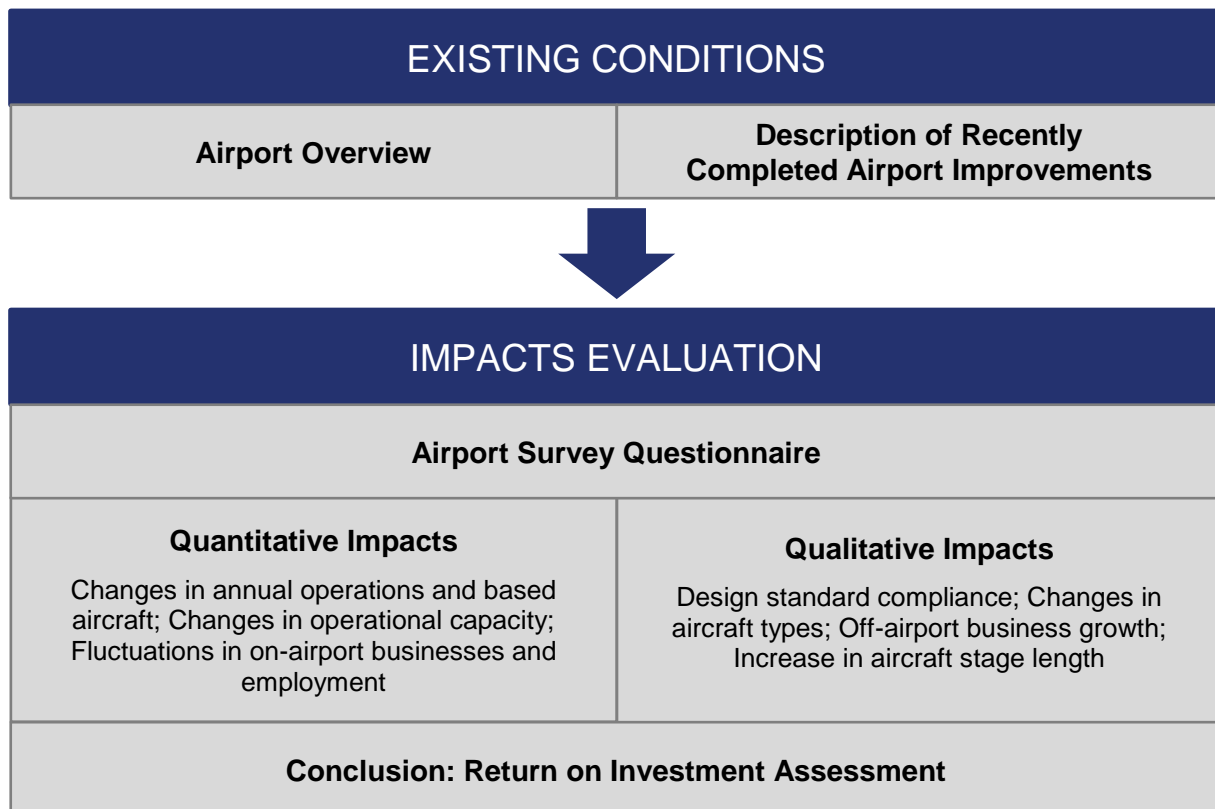 EXISTING CONDITIONS
Airport Overview
Description of Recently
Completed Airport Improvements
IMPACTS EVALUATION
Airport Survey Questionnaire
Quantitative Impacts
Changes in annual operations and based
aircraft; Changes in operational capacity;
Fluctuations in on-airport businesses and
employment
Qualitative Impacts
Design standard compliance; Changes in
aircraft types; Off-airport business growth;
Increase in aircraft stage length
Conclusion: Return on Investment Assessment